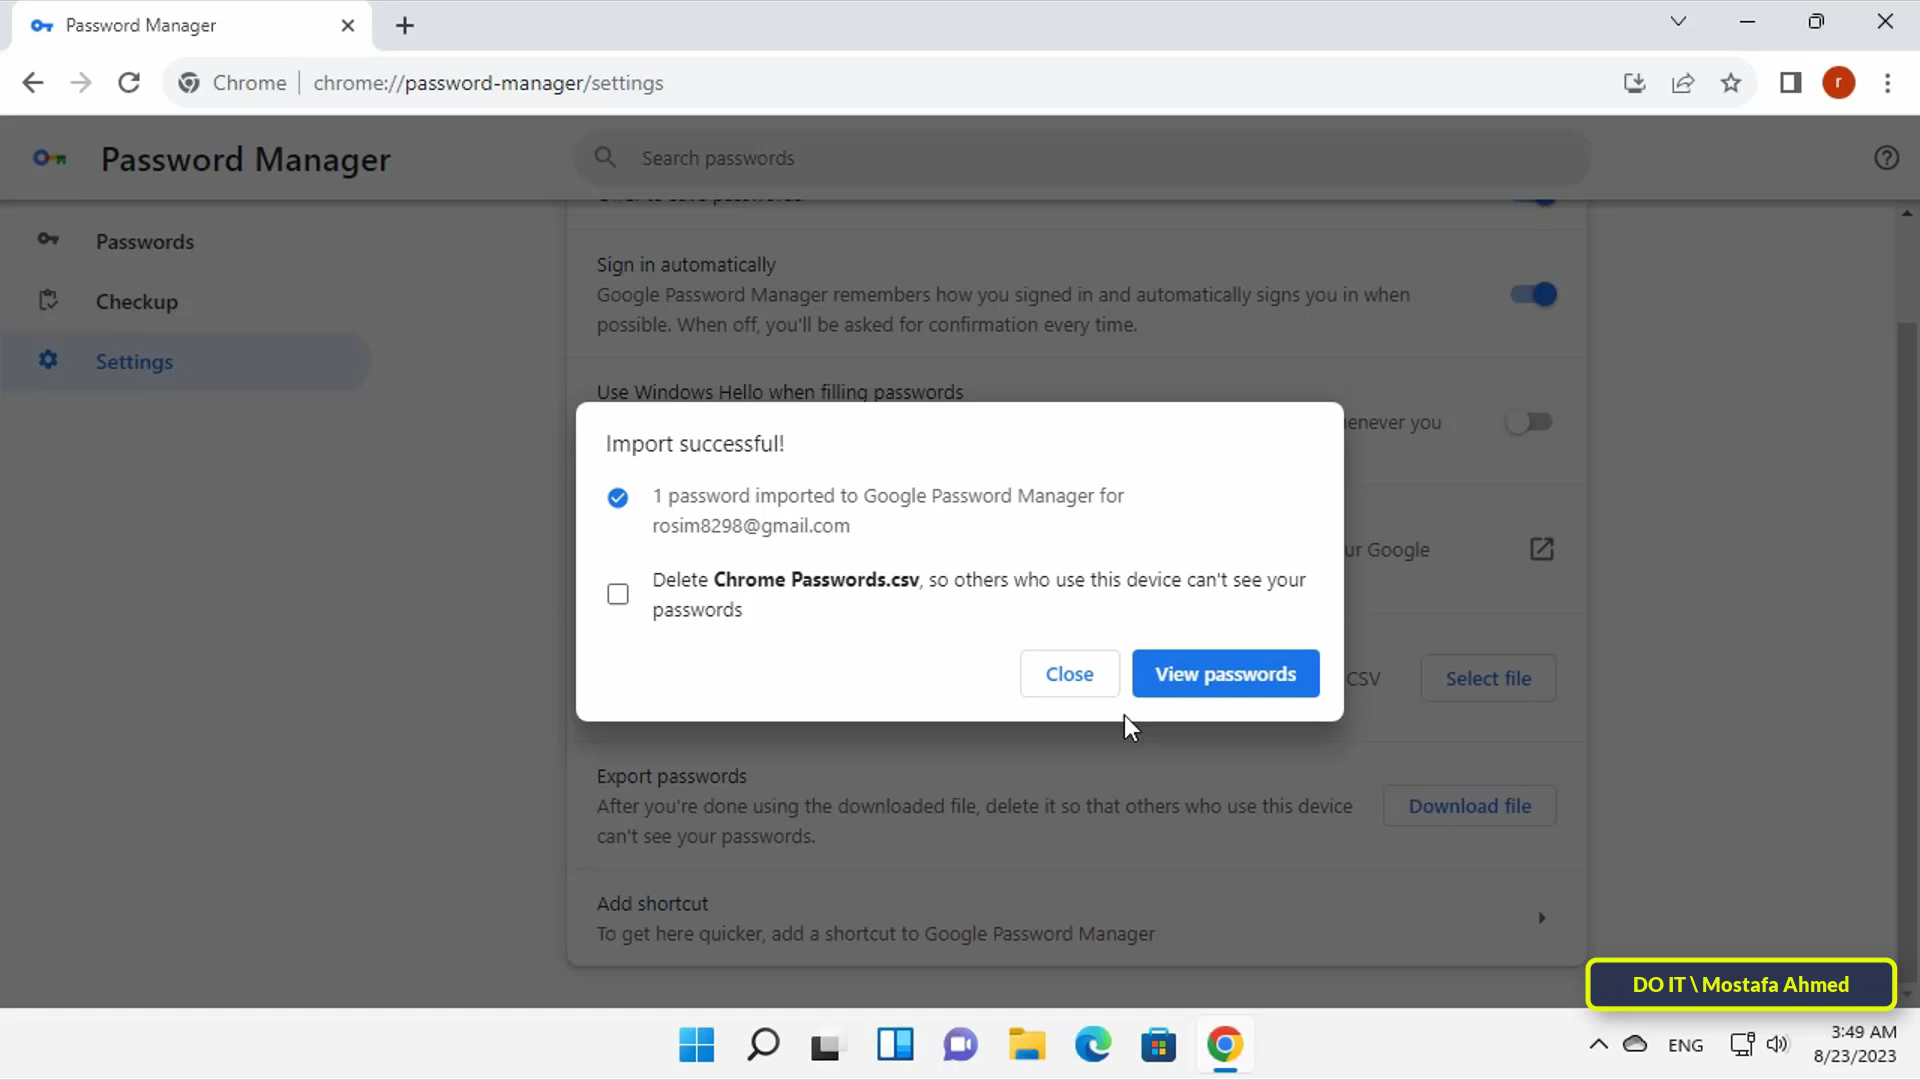 Password Manager
Chrome
chrome://password-manager/settings
r
Password Manager
Search passwords
Passwords
Checkup
Settings
Sign in automatically
Google Password Manager remembers how you signed in and automatically signs you in when
possible. When off, you'll be asked for confirmation every time.
Use Windows Hello when filling passwords
enever you
Import successful!
1 password imported to Google Password Manager for
rosim8298@gmail.com
ur Google
Delete Chrome Passwords.csv, so others who use this device can't see your
passwords
Close
View passwords
CSV
Select file
Export passwords
After you're done using the downloaded file, delete it so that others who use this device
can't see your passwords.
Download file
Add shortcut
To get here quicker, add a shortcut to Google Password Manager
DO IT \ Mostafa Ahmed
ENG
3:49 AM
8/23/2023